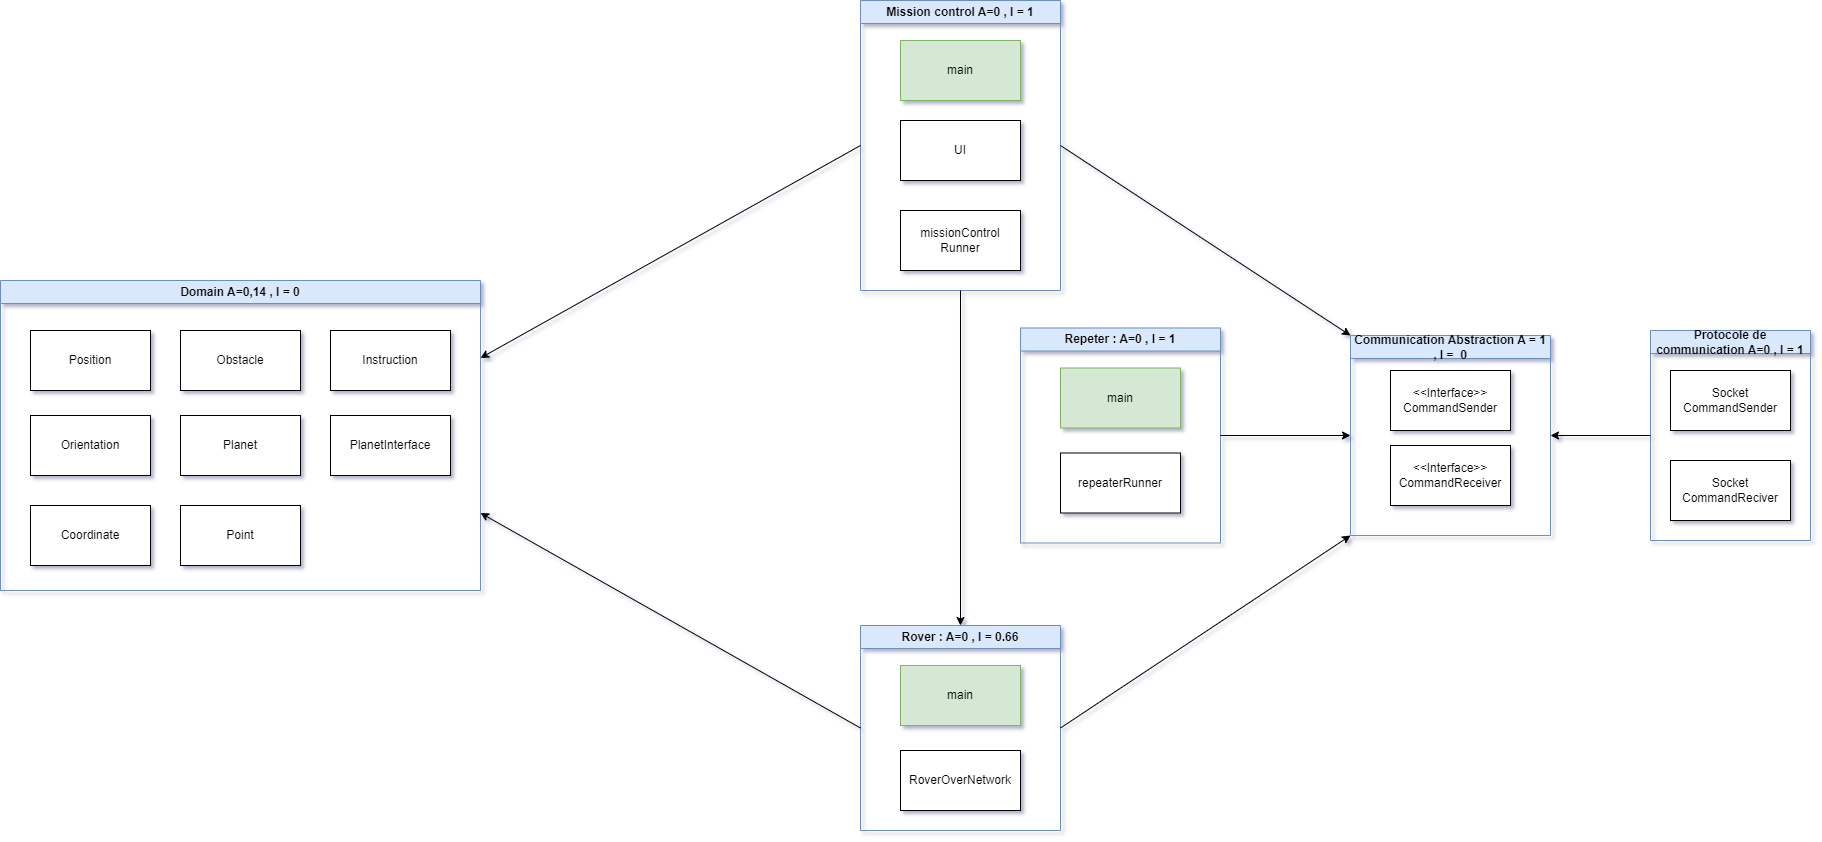 Mission control A=0 , I = 1
main
UI
missionControl
Runner
Domain A=0,14 , I = 0
Position
Obstacle
Instruction
Orientation
Planet
PlanetInterface
Coordinate
Point
Repeter : A=0 , I = 1
main
repeaterRunner
Communication Abstraction A = 1
, I =  0
<<Interface>>
CommandSender
<<Interface>>
CommandReceiver
Protocole de
communication A=0 , I = 1
Socket
CommandSender
Socket
CommandReciver
Rover : A=0 , I = 0.66
main
RoverOverNetwork